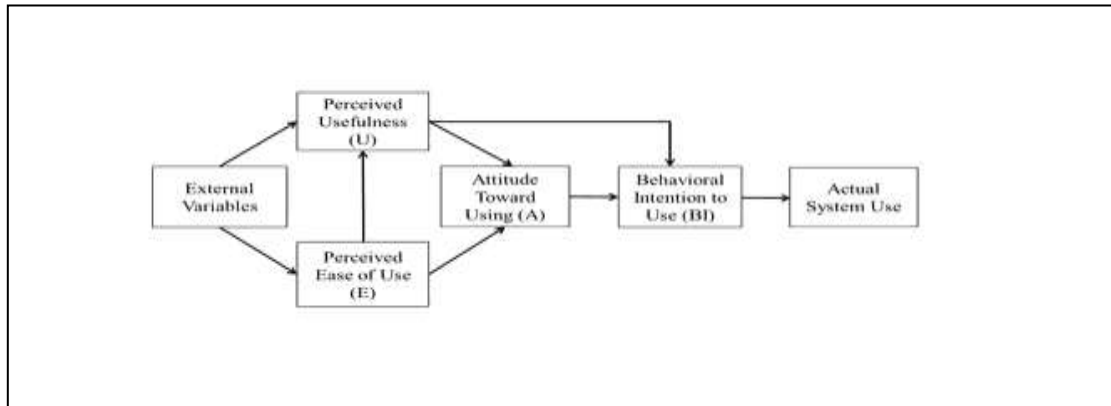 Perceived
Usefulness
(U)
External
Variables
Attitude
Toward
Using (A)
Behavioral
Intention to
Use (BI)
Actual
System Use
Perceived
Ease of Use
(E)